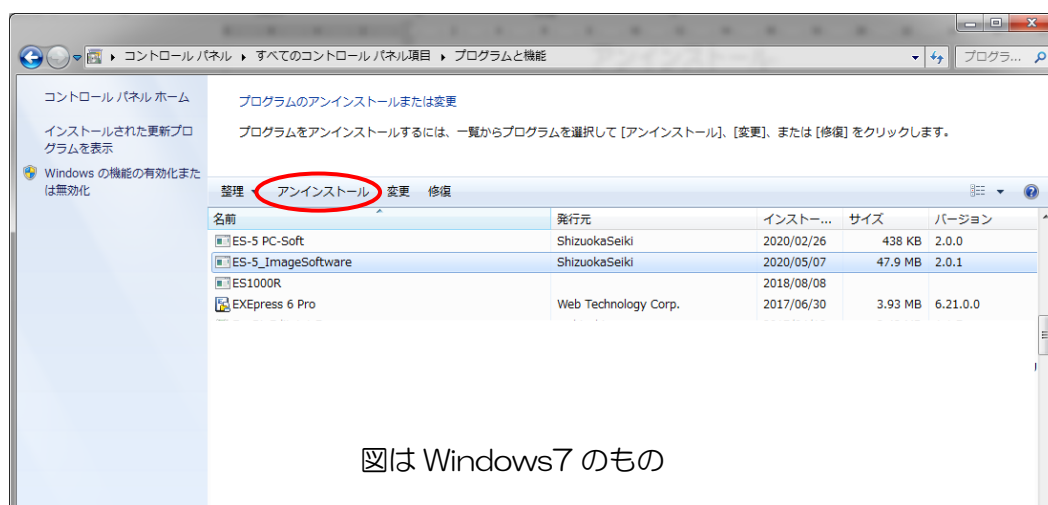 コントロール パネル ▸ すべてのコントロール パネル項目 ▸ プログラムと機能
プログラ...
コントロール パネル ホーム
インストールされた更新プロ
グラムを表示
Windows の機能の有効化また
は無効化
プログラムのアンインストールまたは変更
プログラムをアンインストールするには、一覧からプログラムを選択して [アンインストール]、[変更]、または [修復] をクリックします。
整理 アンインストール 変更 修復
名前 発行元 インストー... サイズ バージョン
ES-5 PC-Soft ShizuokaSeiki 2020/02/26 438 KB 2.0.0
ES-5_ImageSoftware ShizuokaSeiki 2020/05/07 47.9 MB 2.0.1
ES1000R 2018/08/08
EXEpress 6 Pro Web Technology Corp. 2017/06/30 3.93 MB 6.21.0.0
図は Windows7 のもの